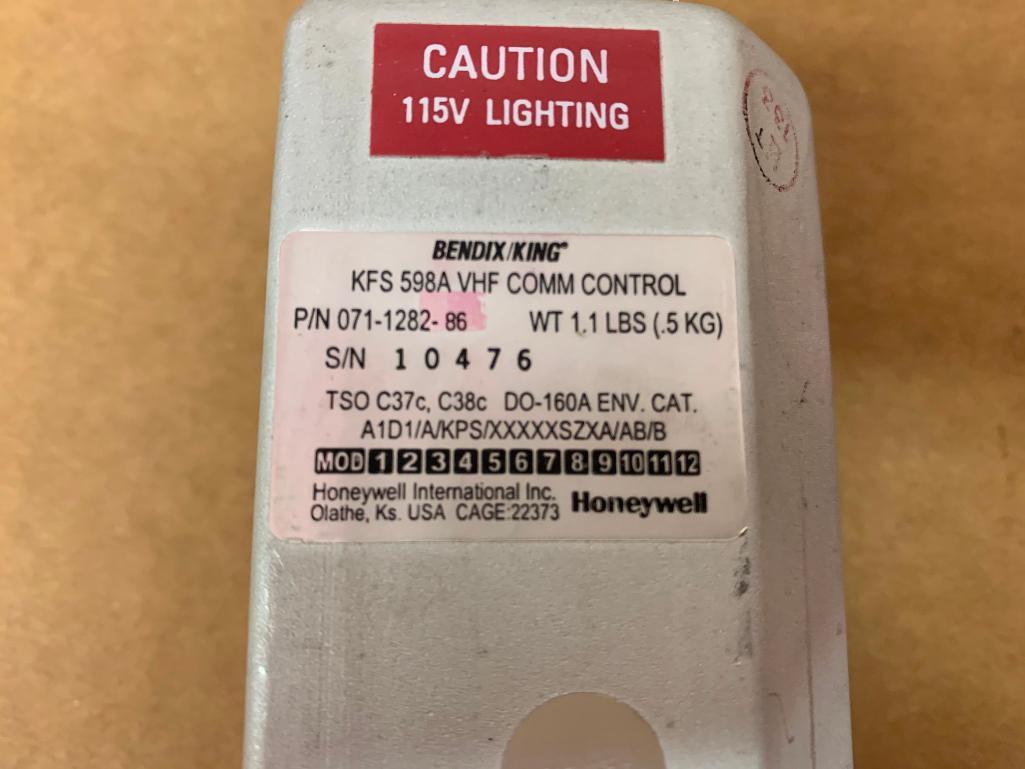 CAUTION
115V LIGHTING
BENDIX/KING®
KFS 598A VHF COMM CONTROL
P/N 071-1282- 86 WT 1.1 LBS (.5 KG)
S/N 10476
TSO C37c, C38c DO-160A ENV. CAT.
A1D1/A/KPS/XXXXXSZXA/AB/B
MOD 1 2 3 4 5 6 7 8 9 10 11 12
Honeywell International Inc.
Olathe, Ks. USA CAGE:22373 Honeywell